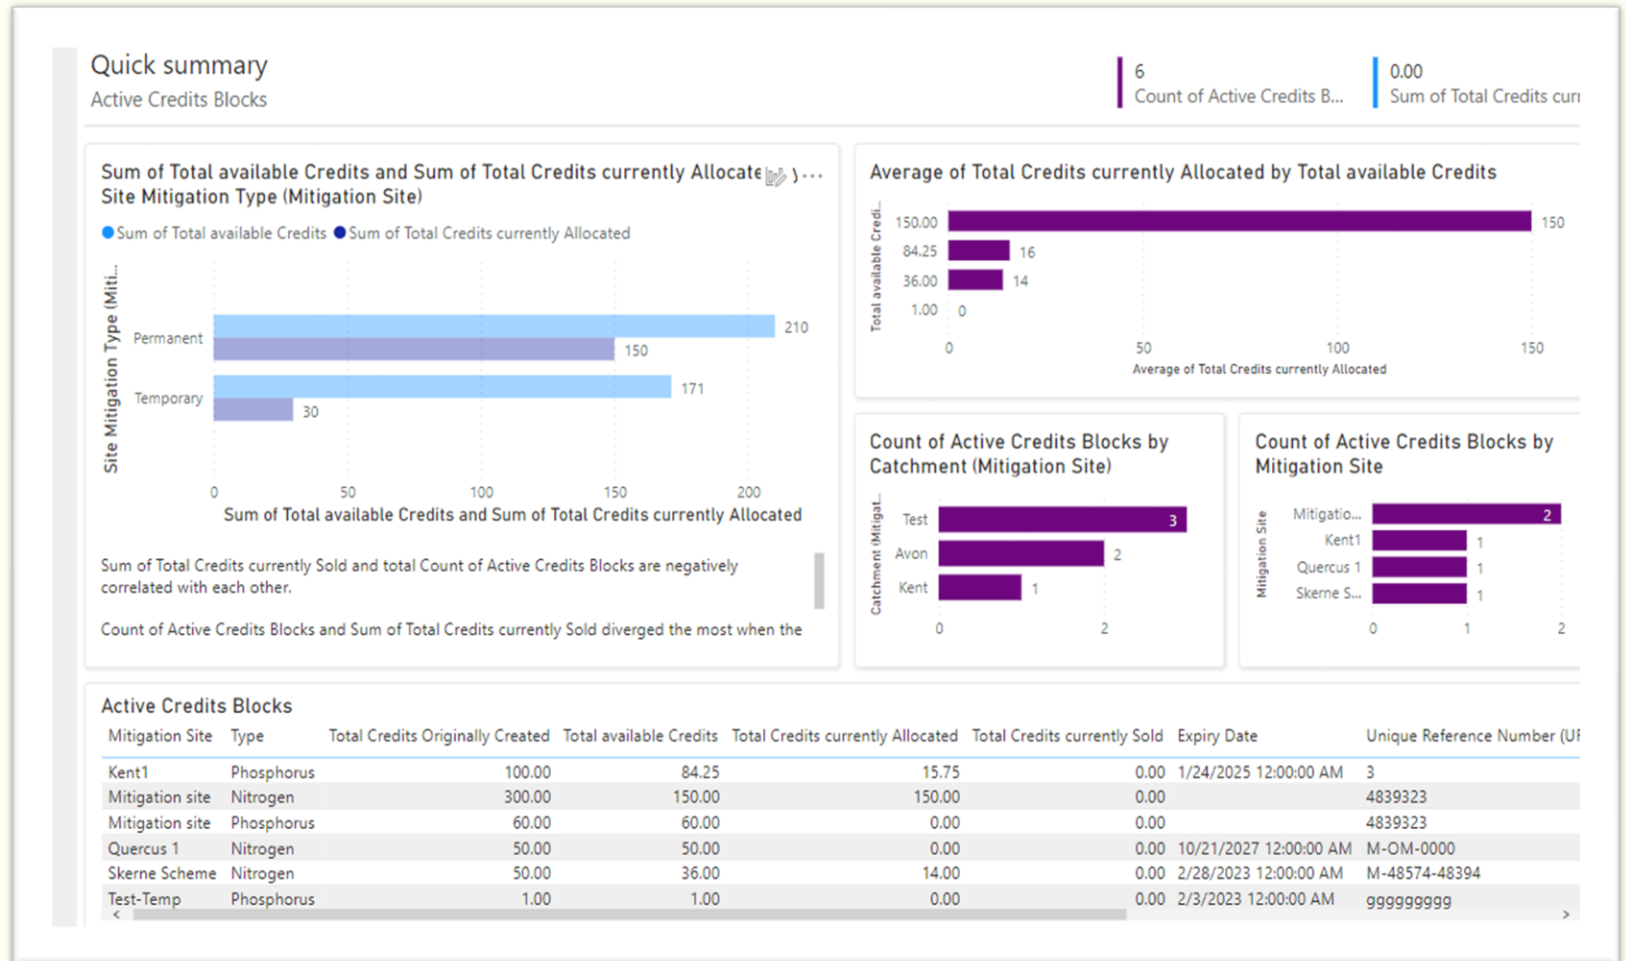 Quick summary
Active Credits Blocks
6
Count of Active Credits B...
0.00
Sum of Total Credits curr
Sum of Total available Credits and Sum of Total Credits currently Allocate
Site Mitigation Type (Mitigation Site)
Sum of Total available Credits Sum of Total Credits currently Allocated
Site Mitigation Type (Miti...
Permanent
210
150
Temporary
171
30
0 50 100 150 200
Sum of Total available Credits and Sum of Total Credits currently Allocated
Sum of Total Credits currently Sold and total Count of Active Credits Blocks are negatively
correlated with each other.
Count of Active Credits Blocks and Sum of Total Credits currently Sold diverged the most when the
Average of Total Credits currently Allocated by Total available Credits
Total available Credi...
150.00 150
84.25 16
36.00 14
1.00 0
0 50 100 150
Average of Total Credits currently Allocated
Count of Active Credits Blocks by
Catchment (Mitigation Site)
Catchment (Mitigat...
Test 3
Avon 2
Kent 1
0 2
Count of Active Credits Blocks by
Mitigation Site
Mitigation Site
Mitigatio... 2
Kent1 1
Quercus 1 1
Skerne S... 1
0 1 2
Active Credits Blocks
Mitigation Site Type Total Credits Originally Created Total available Credits Total Credits currently Allocated Total Credits currently Sold Expiry Date Unique Reference Number (UR
Kent1 Phosphorus 100.00 84.25 15.75 0.00 1/24/2025 12:00:00 AM 3
Mitigation site Nitrogen 300.00 150.00 150.00 0.00 4839323
Mitigation site Phosphorus 60.00 60.00 0.00 0.00 4839323
Quercus 1 Nitrogen 50.00 50.00 0.00 0.00 10/21/2027 12:00:00 AM M-OM-0000
Skerne Scheme Nitrogen 50.00 36.00 14.00 0.00 2/28/2023 12:00:00 AM M-48574-48394
Test-Temp Phosphorus 1.00 1.00 0.00 0.00 2/3/2023 12:00:00 AM ggggggggg